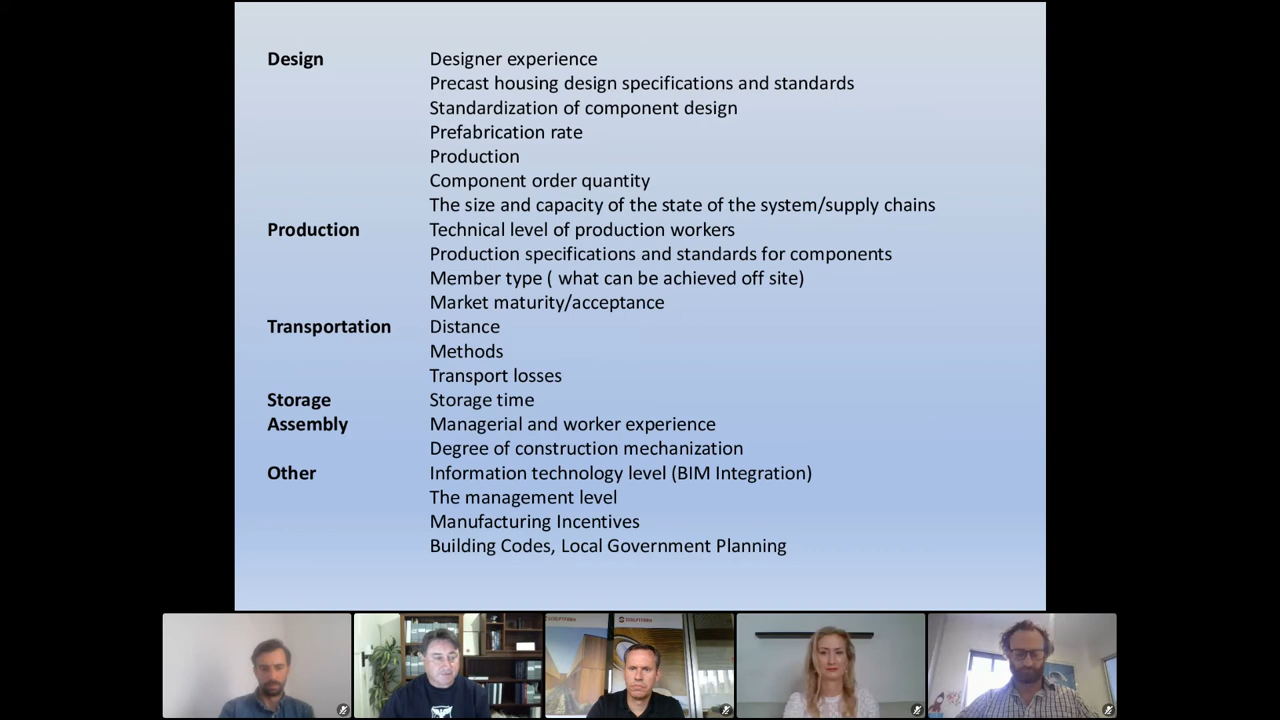 Design Designer experience
Precast housing design specifications and standards
Standardization of component design
Prefabrication rate
Production
Component order quantity
The size and capacity of the state of the system/supply chains
Production Technical level of production workers
Production specifications and standards for components
Member type ( what can be achieved off site)
Market maturity/acceptance
Transportation Distance
Methods
Transport losses
Storage Storage time
Assembly Managerial and worker experience
Degree of construction mechanization
Other Information technology level (BIM Integration)
The management level
Manufacturing Incentives
Building Codes, Local Government Planning
SCULPTFORM SCULPTFORM